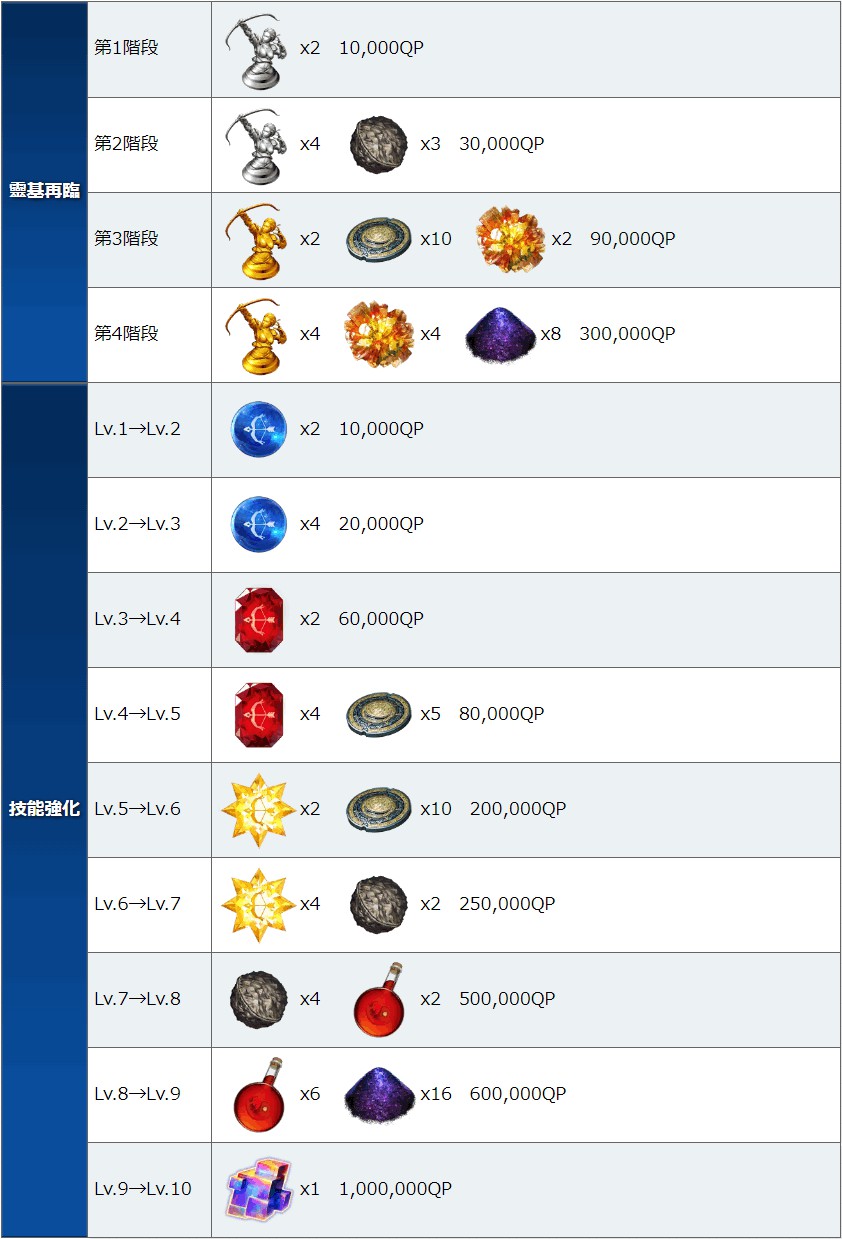 靈基再臨
第1階段 x2 10,000QP
第2階段 x4 x3 30,000QP
第3階段 x2 x10 x2 90,000QP
第4階段 x4 x4 x8 300,000QP
技能強化
Lv.1→Lv.2 x2 10,000QP
Lv.2→Lv.3 x4 20,000QP
Lv.3→Lv.4 x2 60,000QP
Lv.4→Lv.5 x4 x5 80,000QP
Lv.5→Lv.6 x2 x10 200,000QP
Lv.6→Lv.7 x4 x2 250,000QP
Lv.7→Lv.8 x4 x2 500,000QP
Lv.8→Lv.9 x6 x16 600,000QP
Lv.9→Lv.10 x1 1,000,000QP